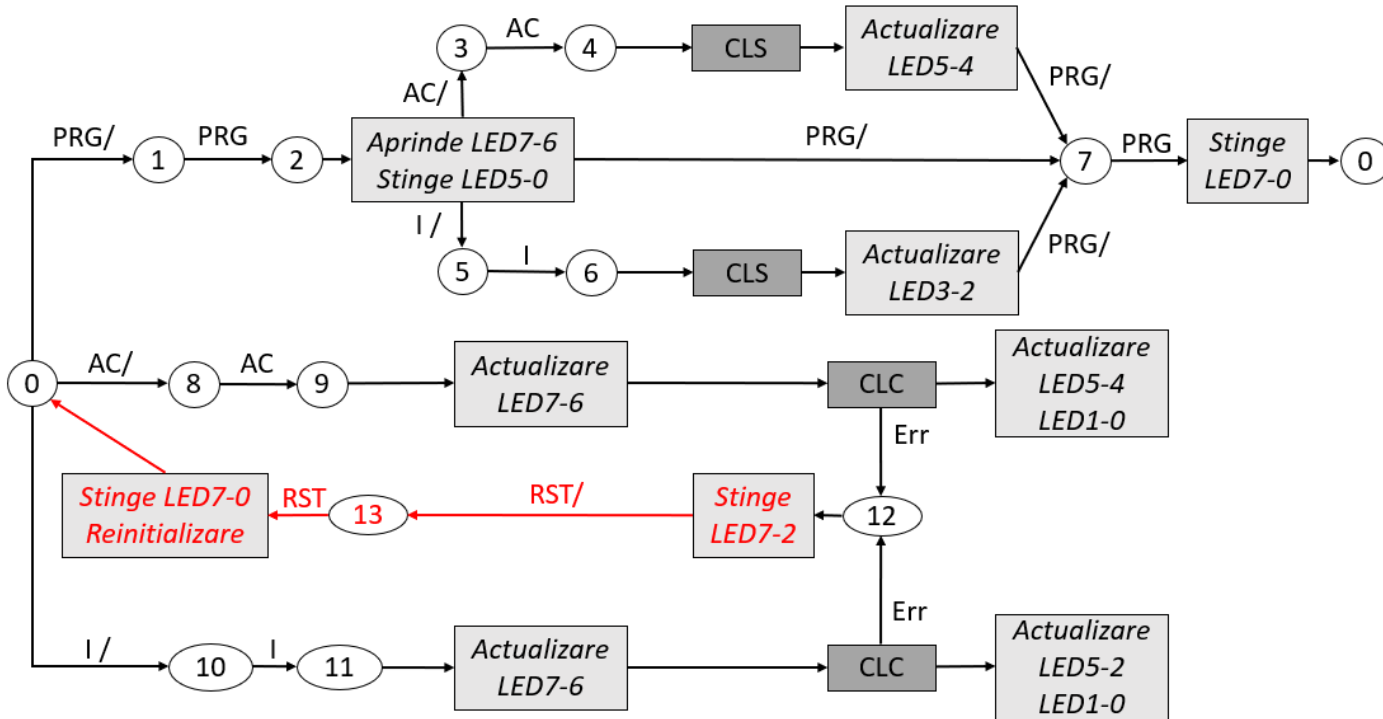 AC
3
4
CLS
Actualizare
LED5-4
AC/
PRG/
PRG/
1
PRG
2
Aprinde LED7-6
Stinge LED5-0
PRG/
7
PRG
Stinge
LED7-0
0
I /
5
I
6
CLS
Actualizare
LED3-2
PRG/
0
AC/
8
AC
9
Actualizare
LED7-6
CLC
Actualizare
LED5-4
LED1-0
Err
Stinge LED7-0
Reinitializare
RST
13
RST/
Stinge
LED7-2
12
Err
I /
10
I
11
Actualizare
LED7-6
CLC
Actualizare
LED5-2
LED1-0